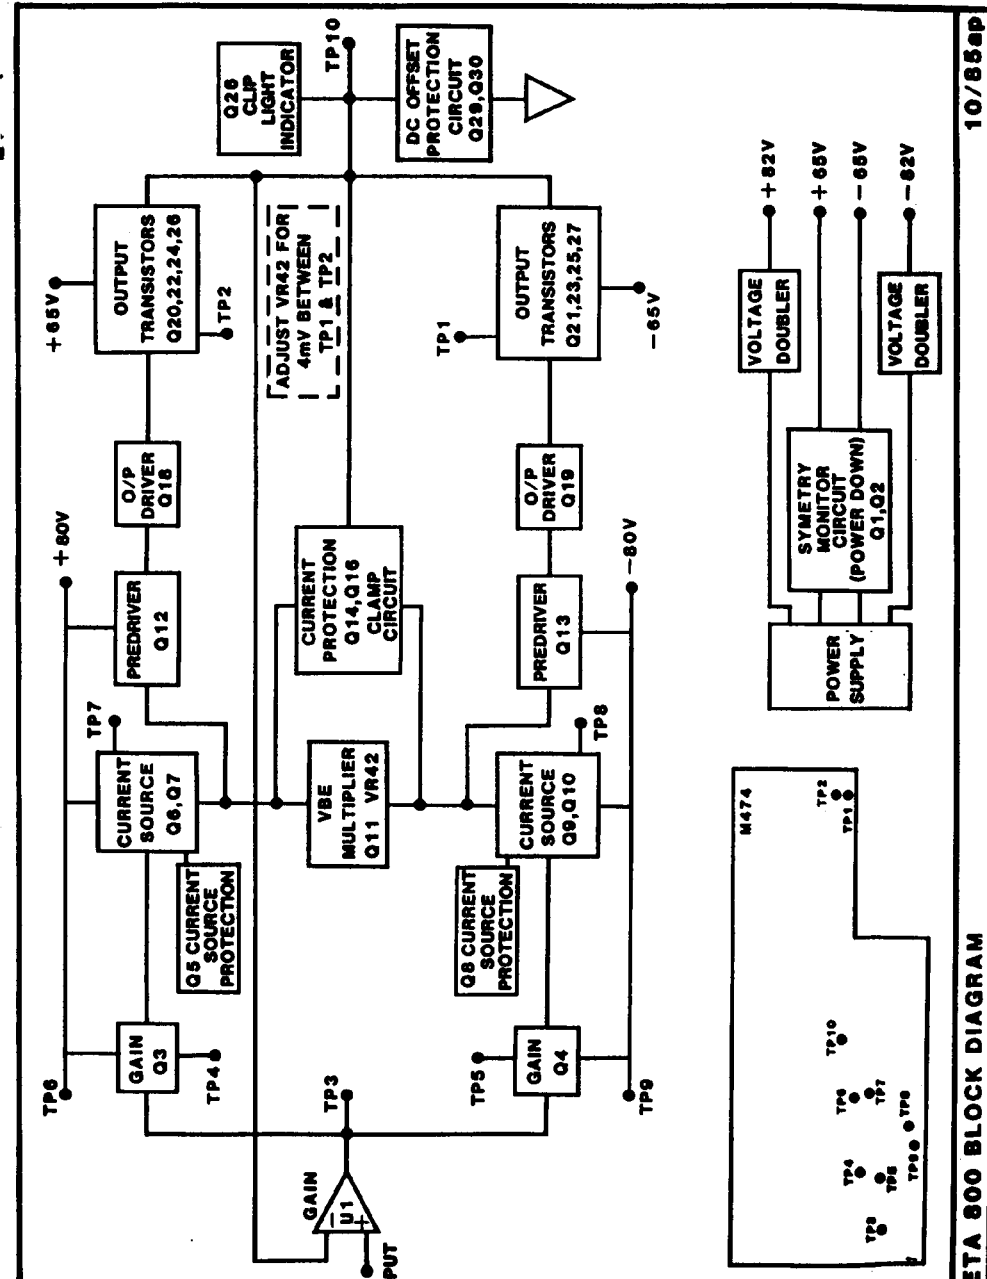 Q26
CLIP
LIGHT
INDICATOR
TP10
DC OFFSET
PROTECTION
CIRCUIT
Q29,Q30
+65V
OUTPUT
TRANSISTORS
Q20,22,24,26
TP2
ADJUST VR42 FOR
4mV BETWEEN
TP1 & TP2
TP1
OUTPUT
TRANSISTORS
Q21,23,25,27
-65V
O/P
DRIVER
Q18
O/P
DRIVER
Q19
+80V
PREDRIVER
Q12
CURRENT
PROTECTION
Q14,Q16
CLAMP
CIRCUIT
PREDRIVER
Q13
-80V
TP7
CURRENT
SOURCE
Q6,Q7
VBE
MULTIPLIER
Q11 VR42
TP8
CURRENT
SOURCE
Q9,Q10
Q5 CURRENT
SOURCE
PROTECTION
Q8 CURRENT
SOURCE
PROTECTION
TP6
GAIN
Q3
TP4
TP3
TP5
GAIN
Q4
TP9
GAIN
U1
- +
PUT
+82V
+65V
-65V
-82V
VOLTAGE
DOUBLER
VOLTAGE
DOUBLER
SYMETRY
MONITOR
CIRCUIT
(POWER DOWN)
Q1,Q2
POWER
SUPPLY
M474
TP2
TP1
TP10
TP6
TP7
TP8
TP9
TP4
TP5
TP3
ETA 800 BLOCK DIAGRAM
10/85ap